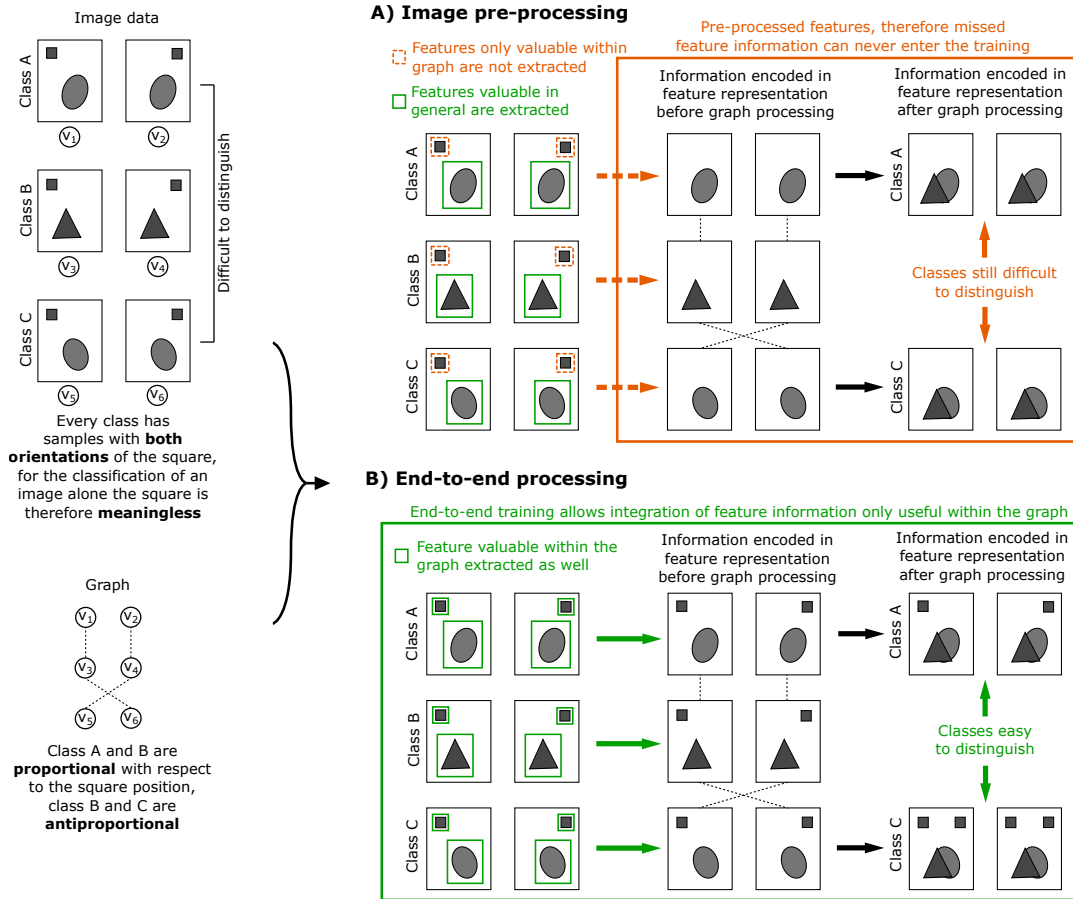 Image data
Class A
v1
v2
Class B
v3
v4
Class C
v5
v6
Difficult to distinguish
Every class has
samples with both
orientations of the square,
for the classification of an
image alone the square is
therefore meaningless
Graph
v1
v2
v3
v4
v5
v6
Class A and B are
proportional with respect
to the square position,
class B and C are
antiproportional
A) Image pre-processing
Features only valuable within
graph are not extracted
Features valuable in
general are extracted
Pre-processed features, therefore missed
feature information can never enter the training
Information encoded in
feature representation
before graph processing
Information encoded in
feature representation
after graph processing
Class A
Class A
Class B
Classes still difficult
to distinguish
Class C
Class C
B) End-to-end processing
End-to-end training allows integration of feature information only useful within the graph
Feature valuable within the
graph extracted as well
Information encoded in
feature representation
before graph processing
Information encoded in
feature representation
after graph processing
Class A
Class A
Class B
Classes easy
to distinguish
Class C
Class C